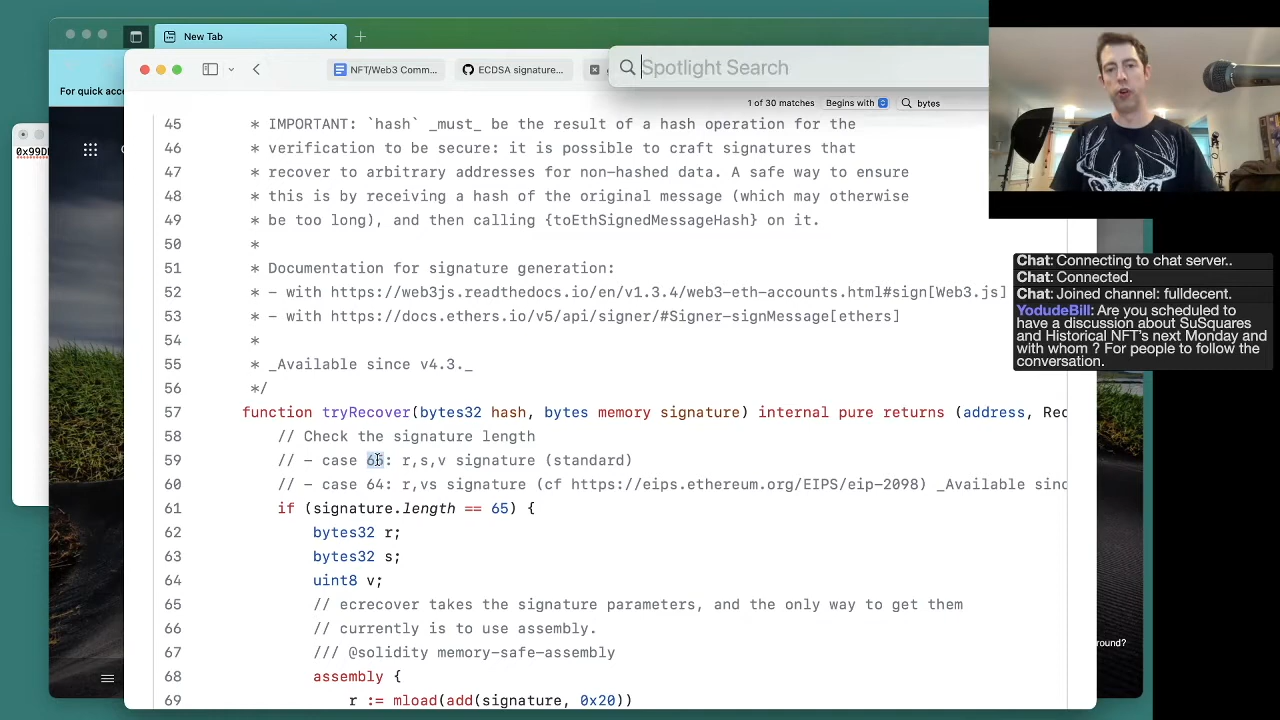 New Tab
NFT/Web3 Comm...
ECDSA signature...
Spotlight Search
For quick acce
1 of 30 matches
Begins with
bytes
0x99D
45 * IMPORTANT: `hash` _must_ be the result of a hash operation for the
46 * verification to be secure: it is possible to craft signatures that
47 * recover to arbitrary addresses for non-hashed data. A safe way to ensure
48 * this is by receiving a hash of the original message (which may otherwise
49 * be too long), and then calling {toEthSignedMessageHash} on it.
50 *
51 * Documentation for signature generation:
52 * - with https://web3js.readthedocs.io/en/v1.3.4/web3-eth-accounts.html#sign[Web3.js]
53 * - with https://docs.ethers.io/v5/api/signer/#Signer-signMessage[ethers]
54 *
55 * _Available since v4.3._
56 */
57 function tryRecover(bytes32 hash, bytes memory signature) internal pure returns (address, Rec
58 // Check the signature length
59 // - case 65: r,s,v signature (standard)
60 // - case 64: r,vs signature (cf https://eips.ethereum.org/EIPS/eip-2098) _Available sinc
61 if (signature.length == 65) {
62 bytes32 r;
63 bytes32 s;
64 uint8 v;
65 // ecrecover takes the signature parameters, and the only way to get them
66 // currently is to use assembly.
67 /// @solidity memory-safe-assembly
68 assembly {
69 r := mload(add(signature, 0x20))
Chat: Connecting to chat server..
Chat: Connected.
Chat: Joined channel: fulldecent.
YodudeBill: Are you scheduled to
have a discussion about SuSquares
and Historical NFT's next Monday and
with whom ? For people to follow the
conversation.
round?